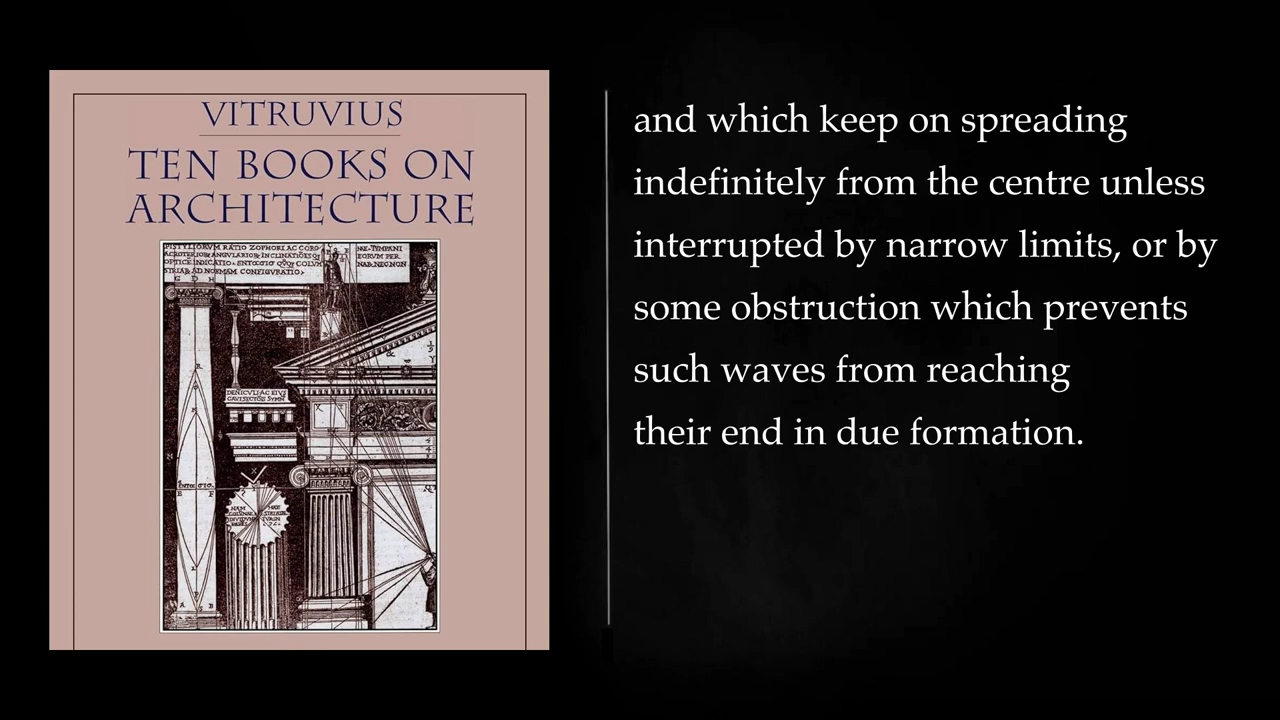 VITRUVIUS
TEN BOOKS ON
ARCHITECTURE
and which keep on spreading
indefinitely from the centre unless
interrupted by narrow limits, or by
some obstruction which prevents
such waves from reaching
their end in due formation.